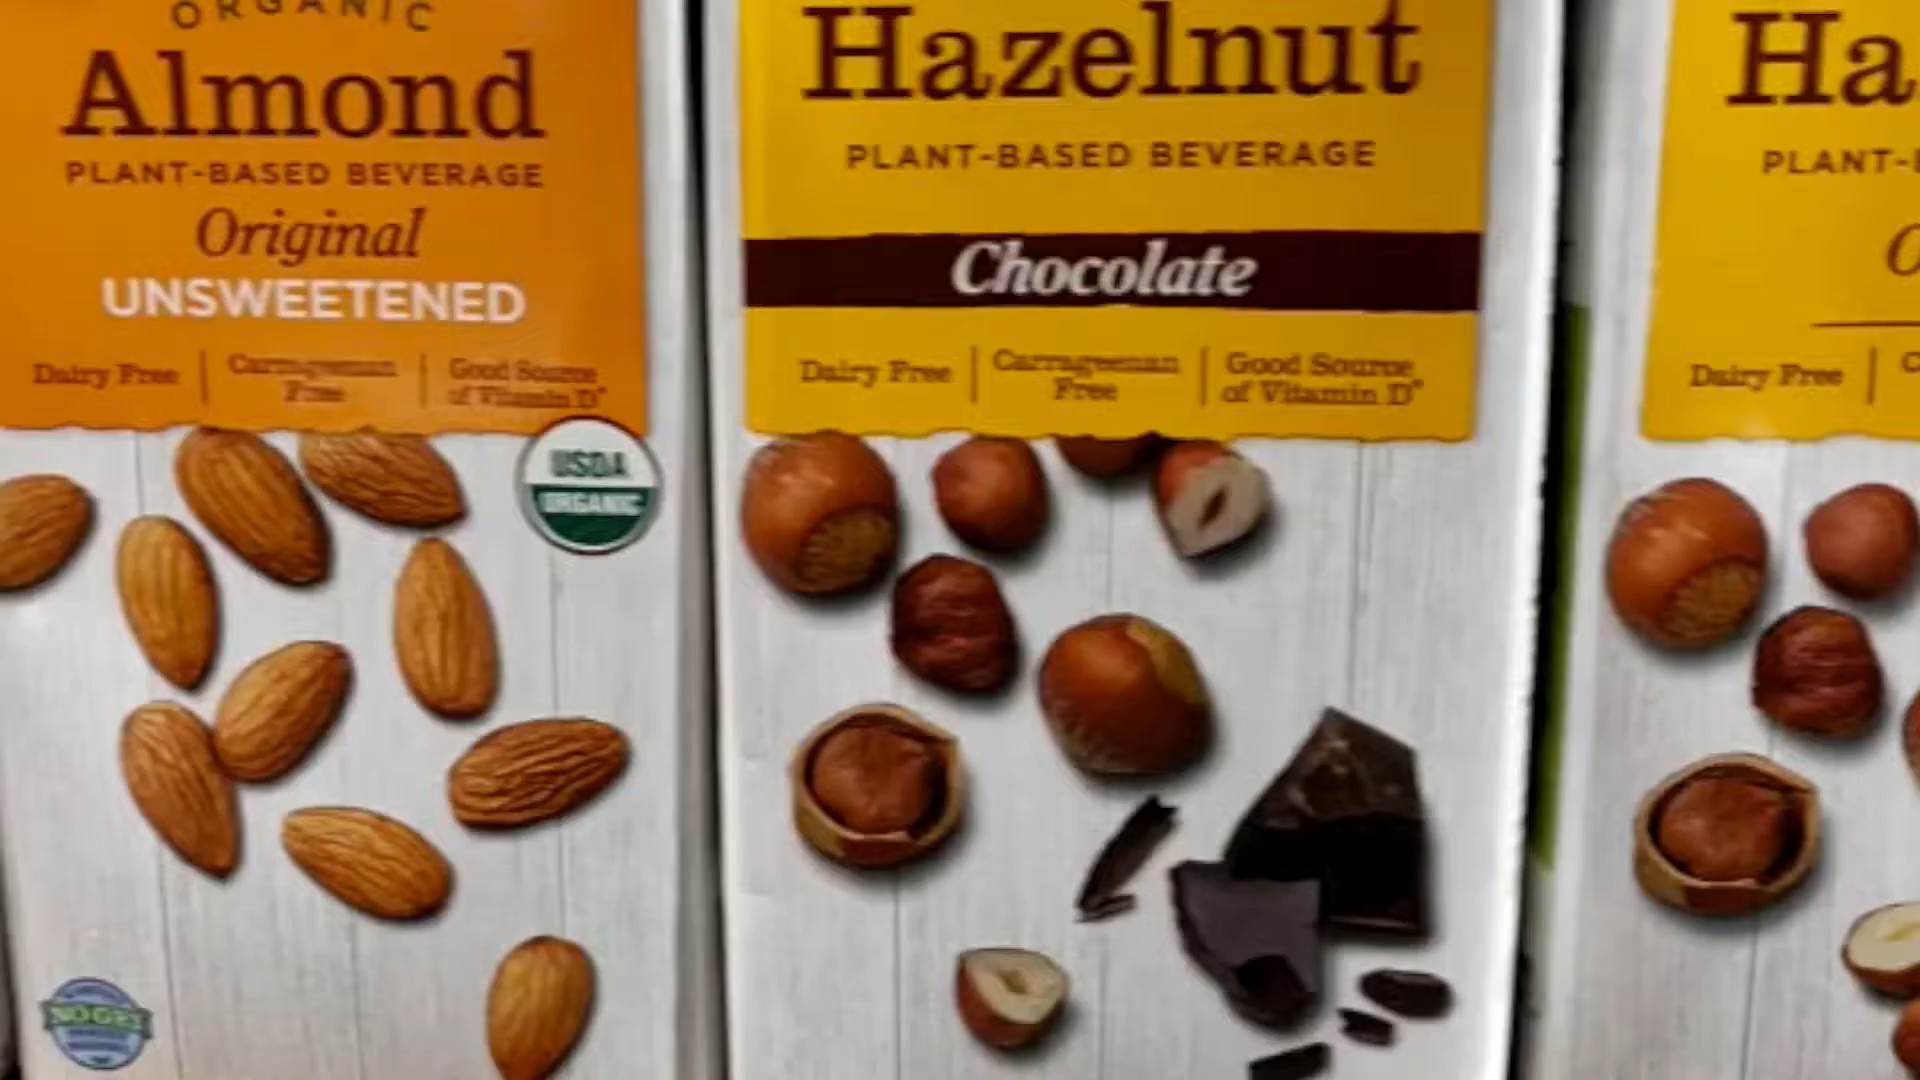 ORGANIC
Almond
PLANT-BASED BEVERAGE
Original
UNSWEETENED
Dairy Free
Carrageenan
Free
Good Source
of Vitamin D*
USDA
ORGANIC
Hazelnut
PLANT-BASED BEVERAGE
Chocolate
Dairy Free
Carrageenan
Free
Good Source
of Vitamin D*
Ha
PLANT-
Dairy Free